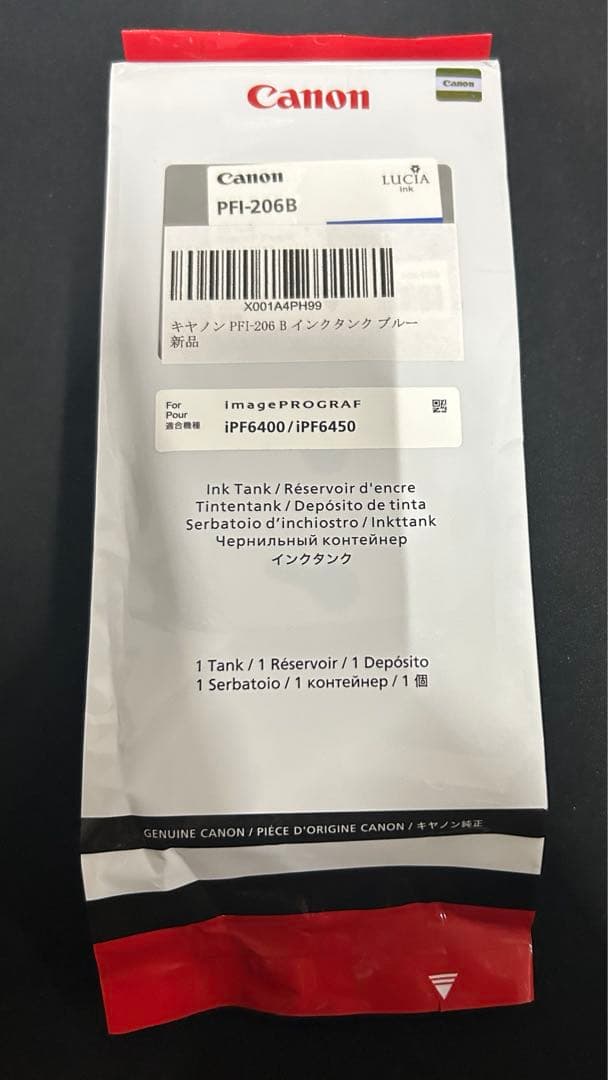 Canon
Canon
Canon
LUCIA
ink
PFI-206B
X001A4PH99
キヤノン PFI-206 B インクタンク ブルー
新品
For
Pour
適合機種
imagePROGRAF
iPF6400/iPF6450
Ink Tank / Réservoir d'encre
Tintentank / Depósito de tinta
Serbatoio d'inchiostro / Inkttank
Чернильный контейнер
インクタンク
1 Tank / 1 Réservoir / 1 Depósito
1 Serbatoio / 1 контейнер / 1 個
GENUINE CANON / PIÈCE D'ORIGINE CANON / キヤノン純正